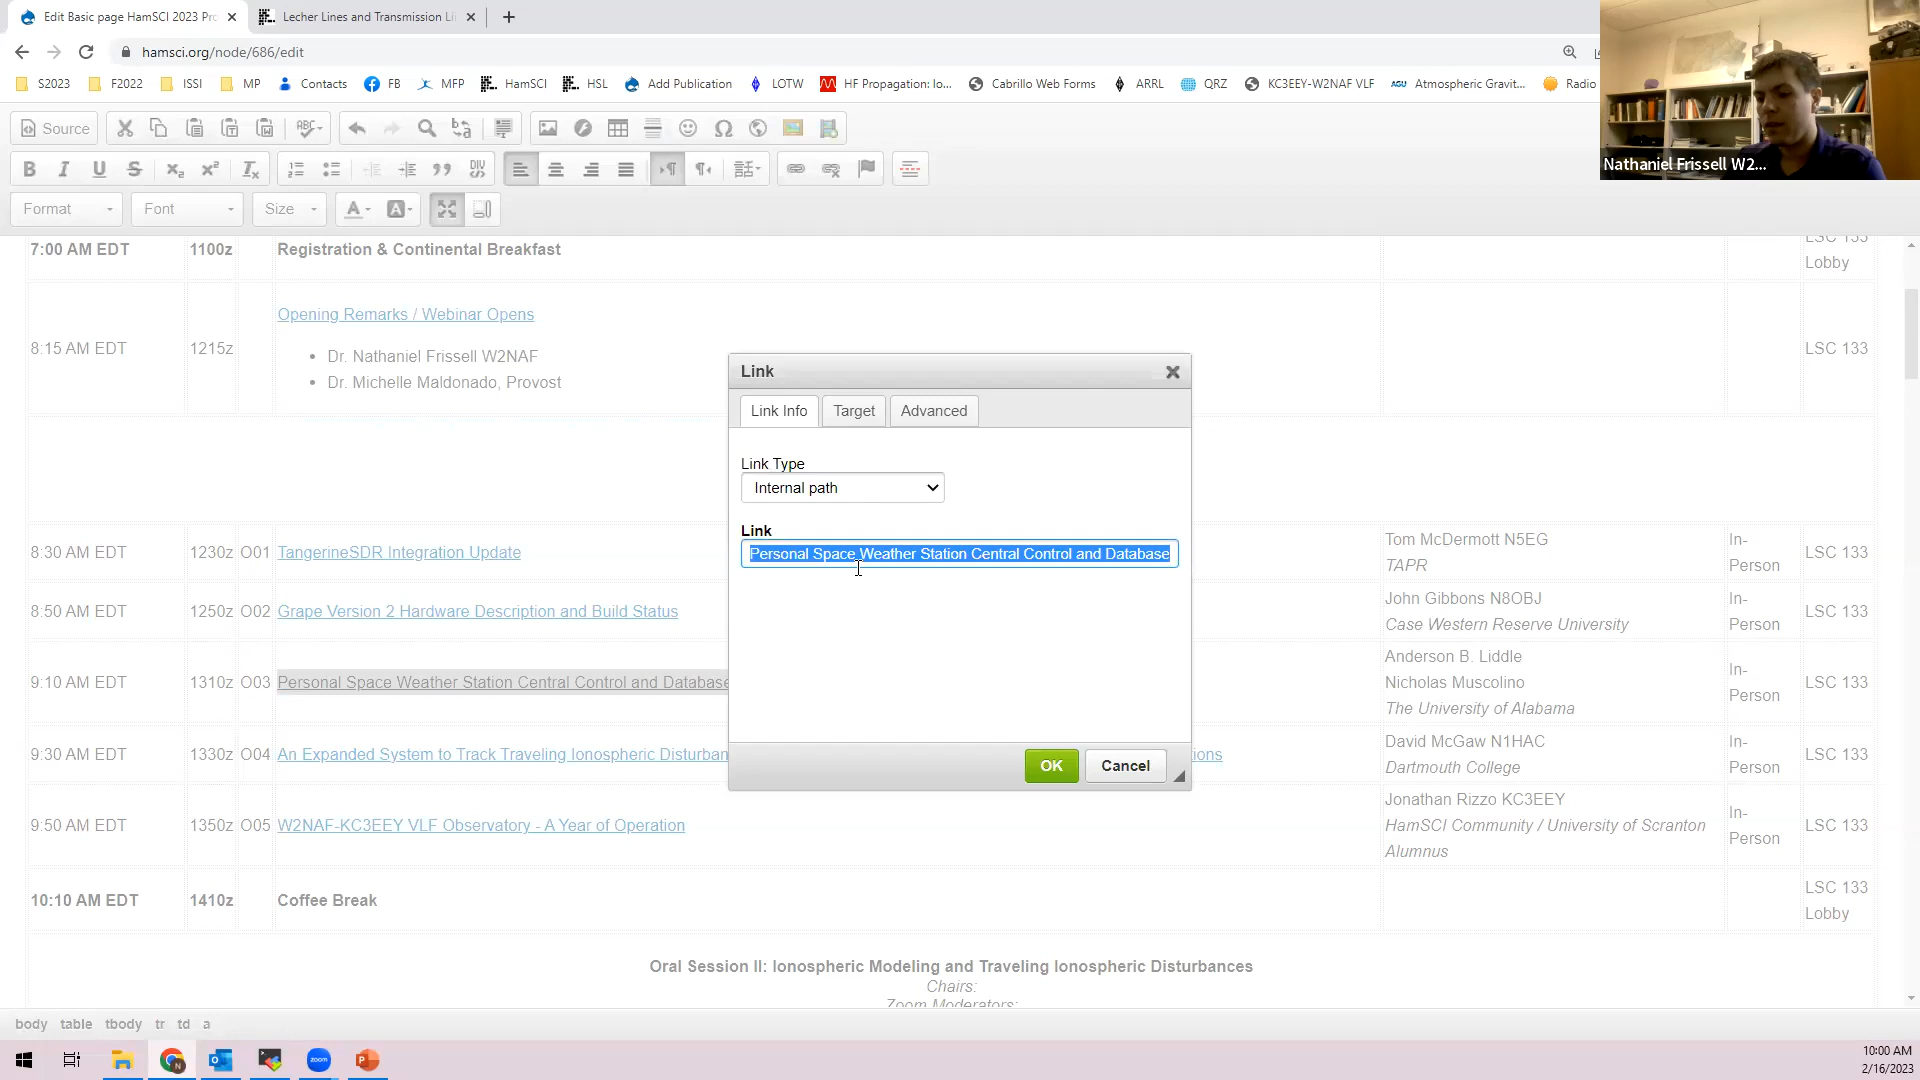 Edit Basic page HamSCI 2023 Pr
Lecher Lines and Transmission Li
hamsci.org/node/686/edit
S2023
F2022
ISSI
MP
Contacts
FB
MFP
HamSCI
HSL
Add Publication
LOTW
HF Propagation: Io...
Cabrillo Web Forms
ARRL
QRZ
KC3EEY-W2NAF VLF
AGU
Atmospheric Gravit...
Radio
Nathaniel Frissell W2...
Source
ABC
B I U S x₂ x² Ix
DIV
Format
Font
Size
A
A
7:00 AM EDT 1100z Registration & Continental Breakfast LSC 133
Lobby
8:15 AM EDT 1215z Opening Remarks / Webinar Opens LSC 133
• Dr. Nathaniel Frissell W2NAF
• Dr. Michelle Maldonado, Provost
Link
Link Info
Target
Advanced
Link Type
Internal path
Link
Personal Space Weather Station Central Control and Database
OK
Cancel
8:30 AM EDT 1230z O01 TangerineSDR Integration Update
Tom McDermott N5EG
TAPR
In-
Person
LSC 133
8:50 AM EDT 1250z O02 Grape Version 2 Hardware Description and Build Status
John Gibbons N8OBJ
Case Western Reserve University
In-
Person
LSC 133
9:10 AM EDT 1310z O03 Personal Space Weather Station Central Control and Database
Anderson B. Liddle
Nicholas Muscolino
The University of Alabama
In-
Person
LSC 133
9:30 AM EDT 1330z O04 An Expanded System to Track Traveling Ionospheric Disturban
ions
David McGaw N1HAC
Dartmouth College
In-
Person
LSC 133
9:50 AM EDT 1350z O05 W2NAF-KC3EEY VLF Observatory - A Year of Operation
Jonathan Rizzo KC3EEY
HamSCI Community / University of Scranton
Alumnus
In-
Person
LSC 133
10:10 AM EDT 1410z Coffee Break
LSC 133
Lobby
Oral Session II: Ionospheric Modeling and Traveling Ionospheric Disturbances
Chairs:
Zoom Moderators:
body table tbody tr td a
zoom
10:00 AM
2/16/2023